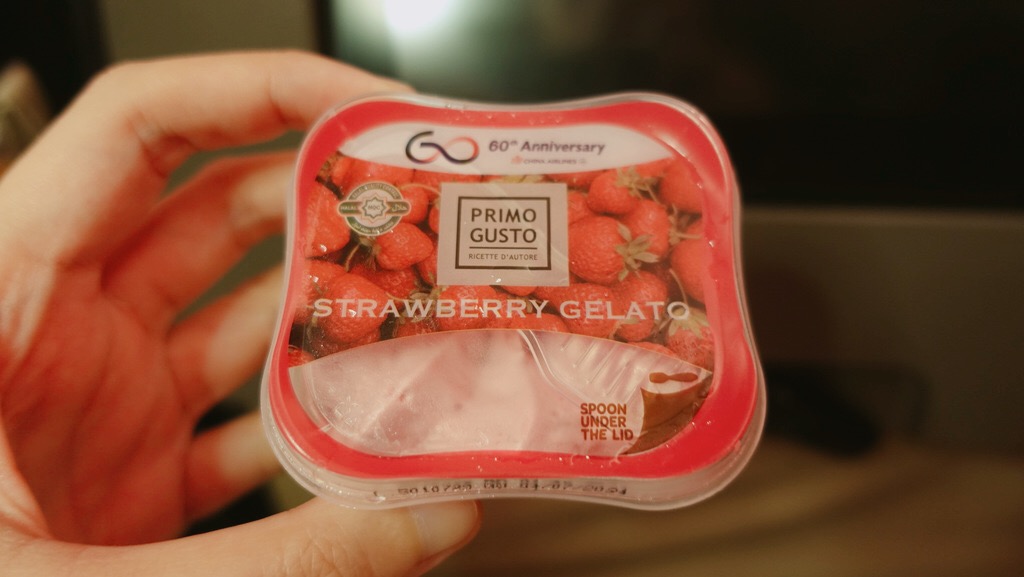 60th Anniversary
CHINA AIRLINES
PRIMO
GUSTO
RICETTE D'AUTORE
STRAWBERRY GELATO
SPOON
UNDER
THE LID